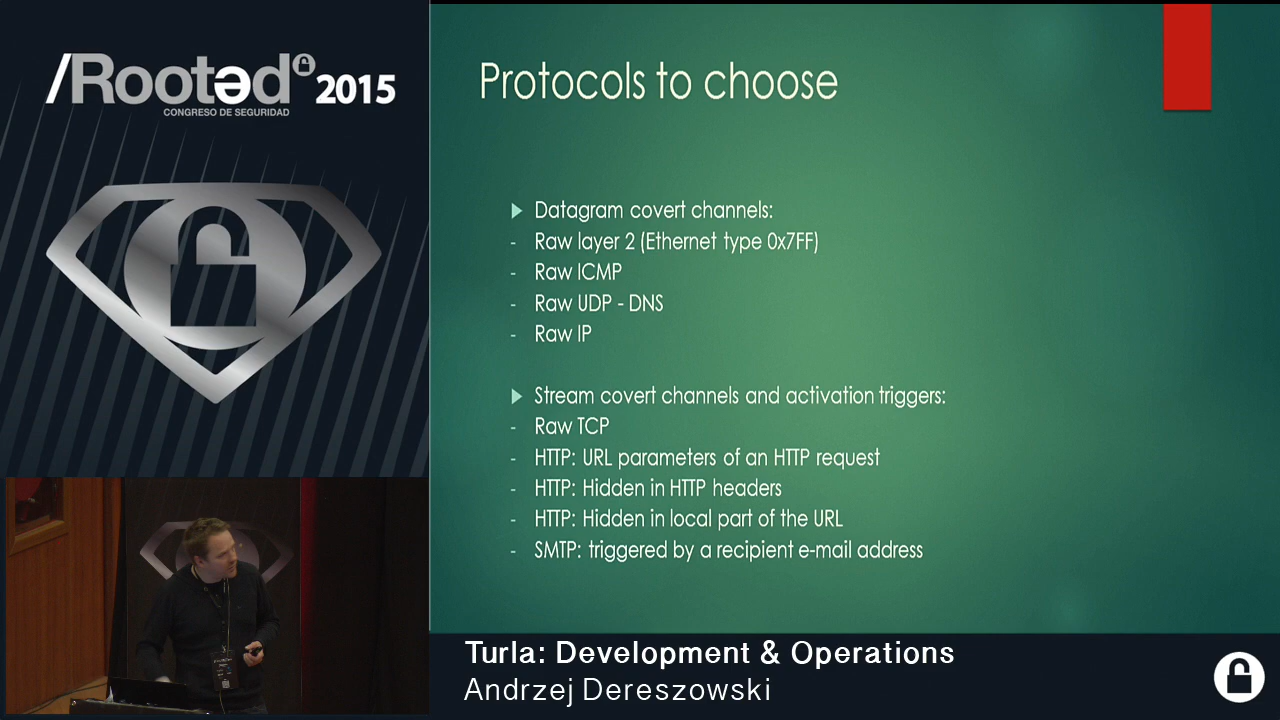 /Rootəd 2015
CONGRESO DE SEGURIDAD
Protocols to choose
Datagram covert channels:
- Raw layer 2 (Ethernet type 0x7FF)
- Raw ICMP
- Raw UDP - DNS
- Raw IP
Stream covert channels and activation triggers:
- Raw TCP
- HTTP: URL parameters of an HTTP request
- HTTP: Hidden in HTTP headers
- HTTP: Hidden in local part of the URL
- SMTP: triggered by a recipient e-mail address
Turla: Development & Operations
Andrzej Dereszowski